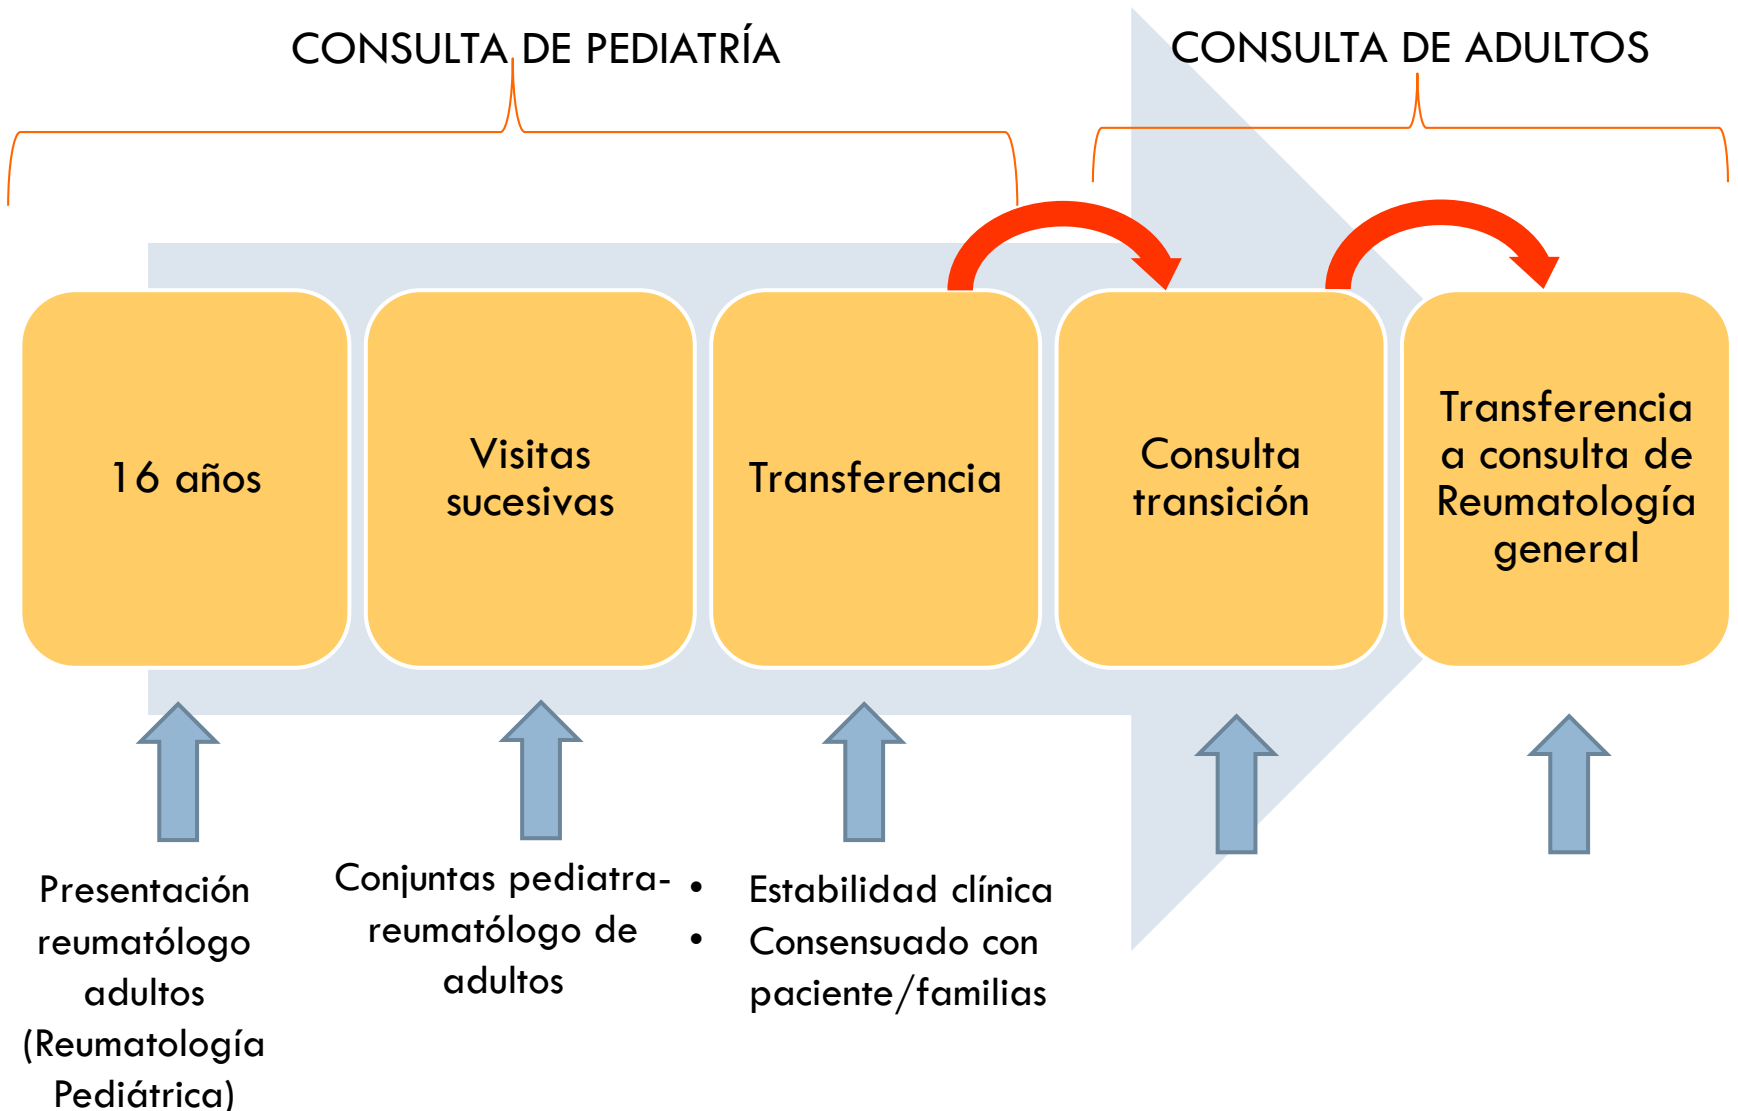 CONSULTA DE PEDIATRÍA
CONSULTA DE ADULTOS
16 años
Visitas
sucesivas
Transferencia
Consulta
transición
Transferencia
a consulta de
Reumatología
general
Presentación
reumatólogo
adultos
(Reumatología
Pediátrica)
Conjuntas pediatra-
reumatólogo de
adultos
• Estabilidad clínica
• Consensuado con
paciente/familias